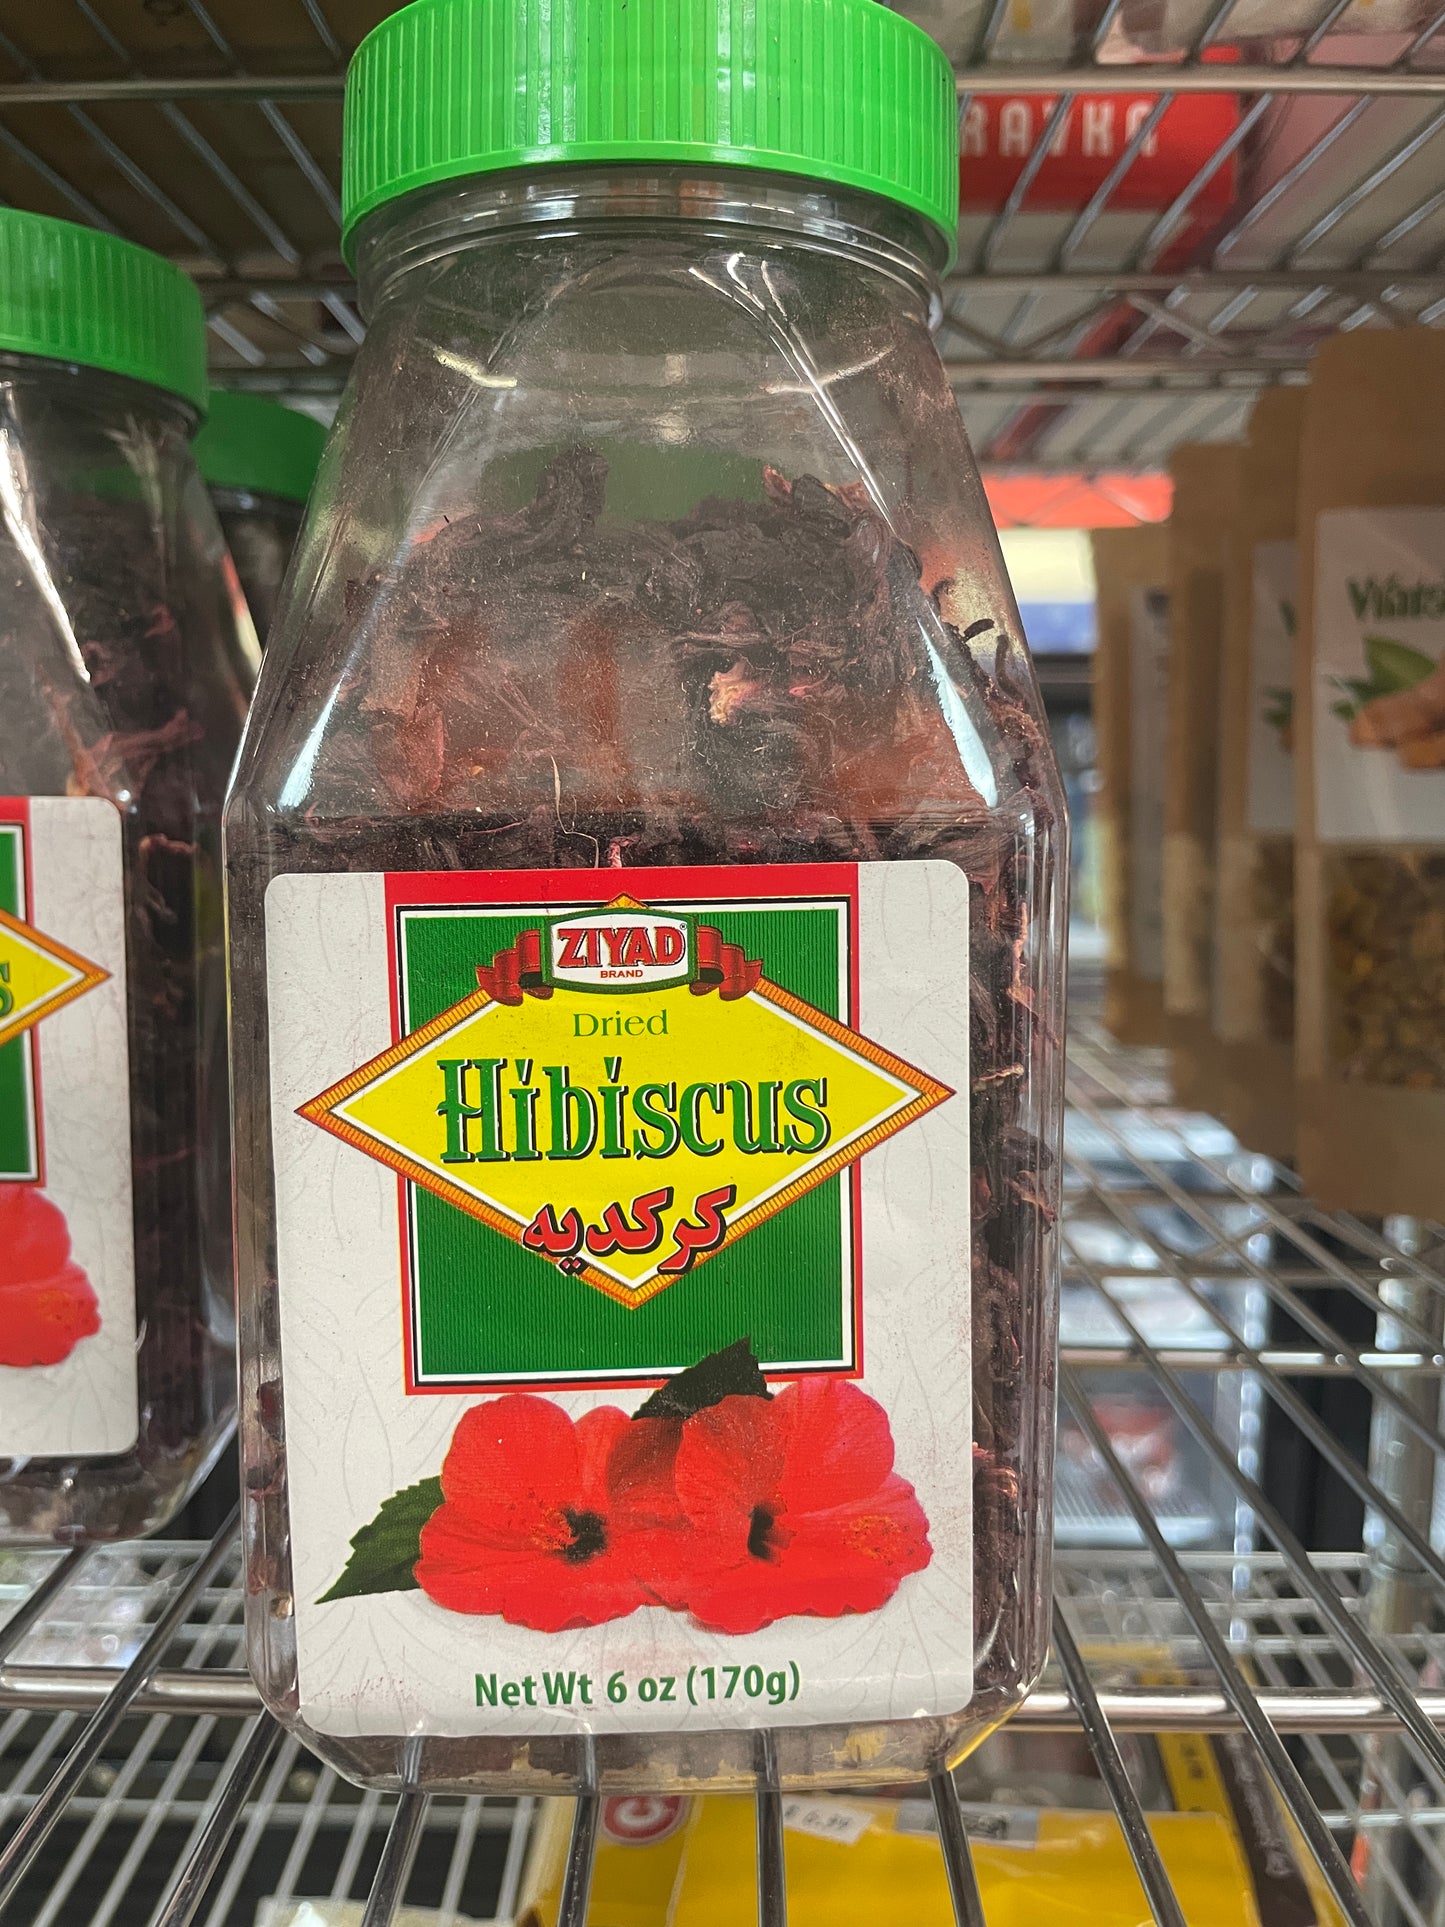 ZIYAD®
BRAND
Dried
Hibiscus
كركديه
Net Wt 6 oz (170g)